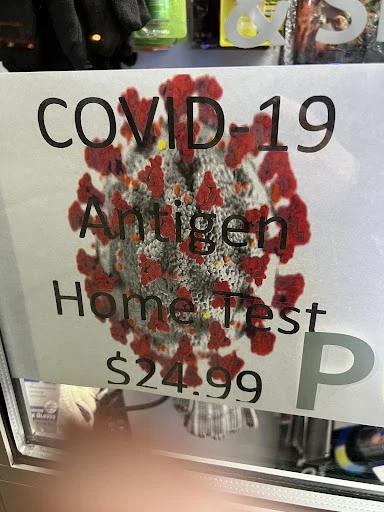 & S
COVID-19
Antigen
Home Test
$24.99
P